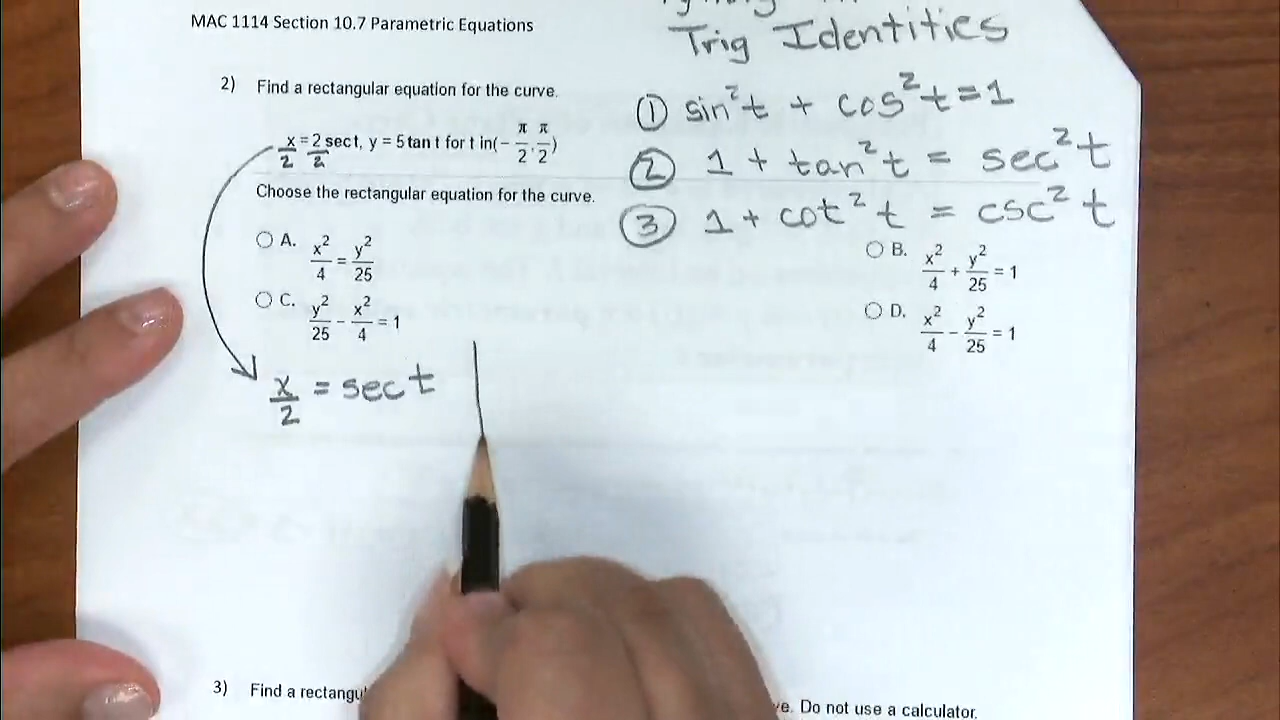 MAC 1114 Section 10.7 Parametric Equations
Trig Identities
2) Find a rectangular equation for the curve.
x/2 = 2/2 sec t, y = 5 tan t for t in (-π/2, π/2)
① sin²t + cos²t = 1
② 1 + tan²t = sec²t
③ 1 + cot²t = csc²t
Choose the rectangular equation for the curve.
A. x²/4 = y²/25
B. x²/4 + y²/25 = 1
C. y²/25 - x²/4 = 1
D. x²/4 - y²/25 = 1
x/2 = sec t
3) Find a
Do not use a calculator.